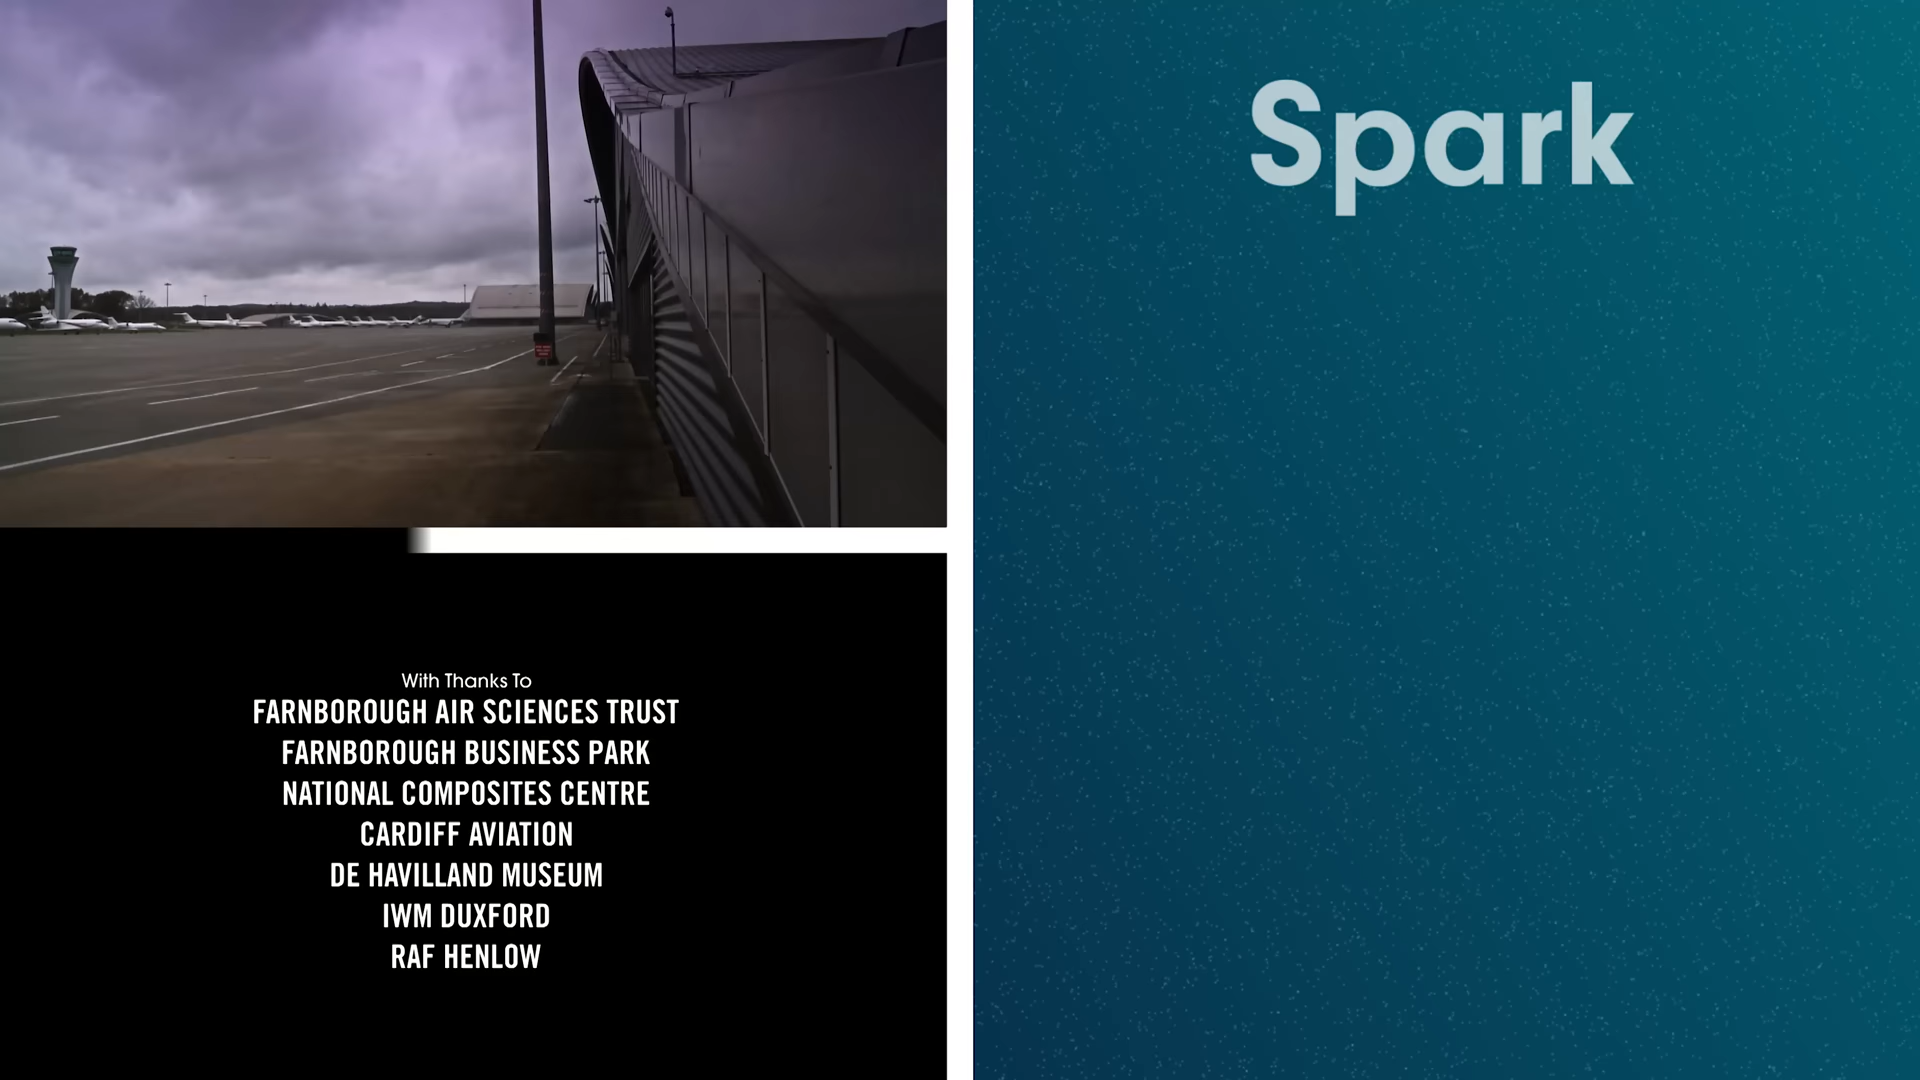 Spark
With Thanks To
FARNBOROUGH AIR SCIENCES TRUST
FARNBOROUGH BUSINESS PARK
NATIONAL COMPOSITES CENTRE
CARDIFF AVIATION
DE HAVILLAND MUSEUM
IWM DUXFORD
RAF HENLOW